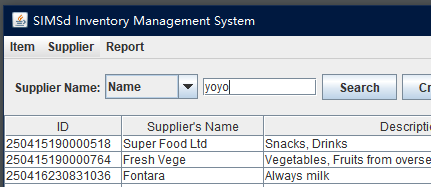 SIMSd Inventory Management System
Item Supplier Report
Supplier Name: Name yoyo Search Cr
ID Supplier's Name Descripti
250415190000518 Super Food Ltd Snacks, Drinks
250415190000764 Fresh Vege Vegetables, Fruits from overse
250416230831036 Fontara Always milk